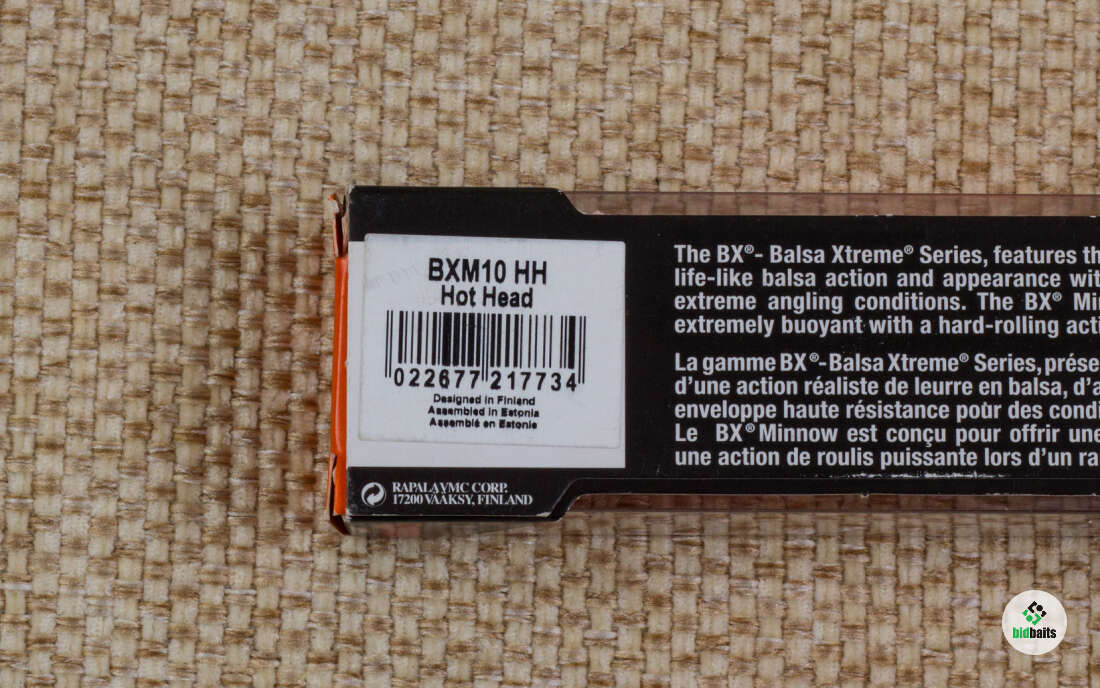 BXM10 HH
Hot Head
022677 217734
Designed in Finland
Assembled in Estonia
Assemblé en Estonie
RAPALA VMC CORP.
17200 VÄÄKSY, FINLAND
The BX®- Balsa Xtreme® Series, features th
life-like balsa action and appearance wit
extreme angling conditions. The BX® Mi
extremely buoyant with a hard-rolling acti
La gamme BX®-Balsa Xtreme® Series, prése
d'une action réaliste de leurre en balsa, d'a
enveloppe haute résistance pour des condi
Le BX® Minnow est conçu pour offrir une
une action de roulis puissante lors d'un ra
bidbaits